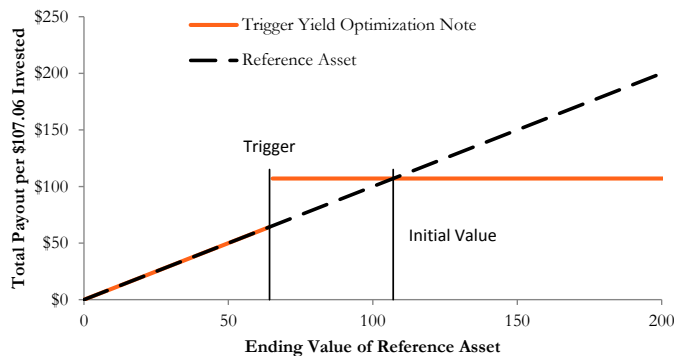 $250
$200
$150
$100
$50
$0
Total Payout per $107.06 Invested
Trigger Yield Optimization Note
Reference Asset
Trigger
Initial Value
0
50
100
150
200
Ending Value of Reference Asset